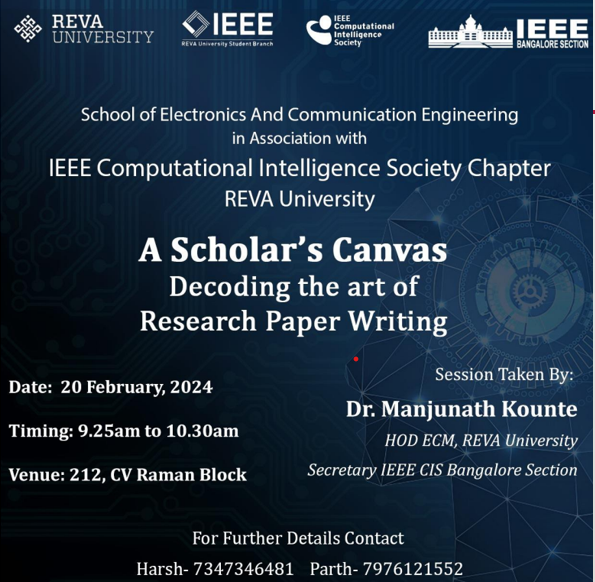 REVA
UNIVERSITY
IEEE
REVA University Student Branch
IEEE
Computational
Intelligence
Society
IEEE
BANGALORE SECTION
School of Electronics And Communication Engineering
in Association with
IEEE Computational Intelligence Society Chapter
REVA University
A Scholar’s Canvas
Decoding the art of
Research Paper Writing
Date: 20 February, 2024
Timing: 9.25am to 10.30am
Venue: 212, CV Raman Block
Session Taken By:
Dr. Manjunath Kounte
HOD ECM, REVA University
Secretary IEEE CIS Bangalore Section
For Further Details Contact
Harsh- 7347346481 Parth- 7976121552